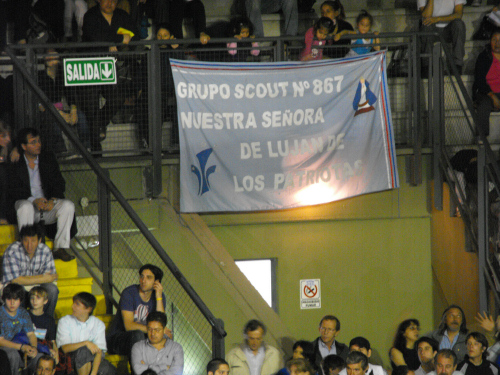 SALIDA
GRUPO SCOUT Nº 867
NUESTRA SEÑORA
DE LUJAN DE
LOS PATRIOTAS